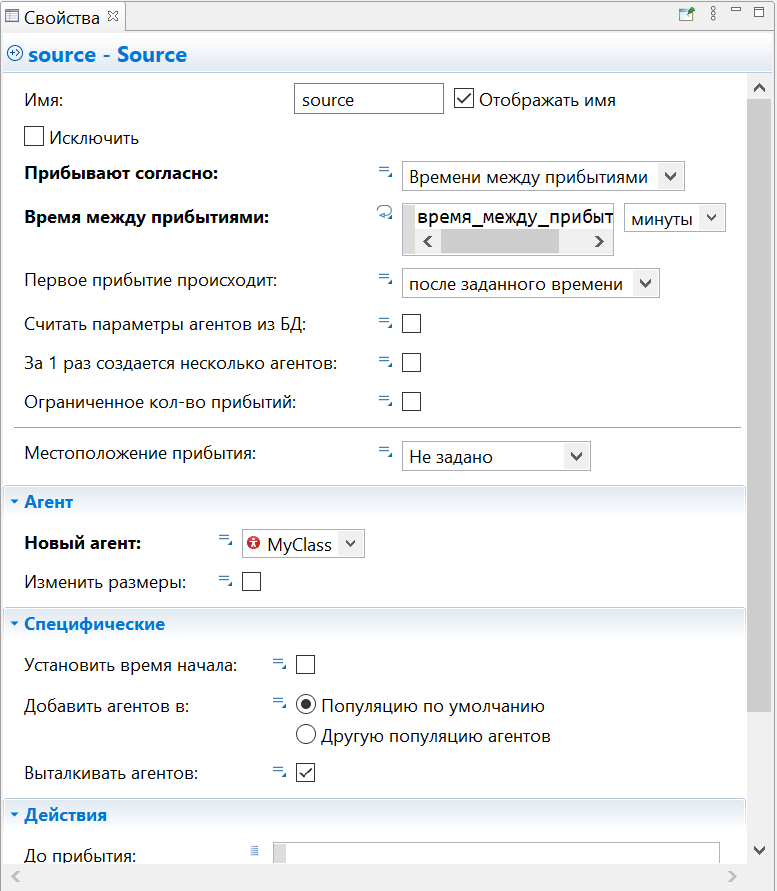 Свойства
source - Source
Имя: source Отображать имя
Исключить
Прибывают согласно: Времени между прибытиями
Время между прибытиями: время_между_прибыт минуты
Первое прибытие происходит: после заданного времени
Считать параметры агентов из БД:
За 1 раз создается несколько агентов:
Ограниченное кол-во прибытий:
Местоположение прибытия: Не задано
Агент
Новый агент: MyClass
Изменить размеры:
Специфические
Установить время начала:
Добавить агентов в: Популяцию по умолчанию
Другую популяцию агентов
Выталкивать агентов:
Действия
До прибытия: